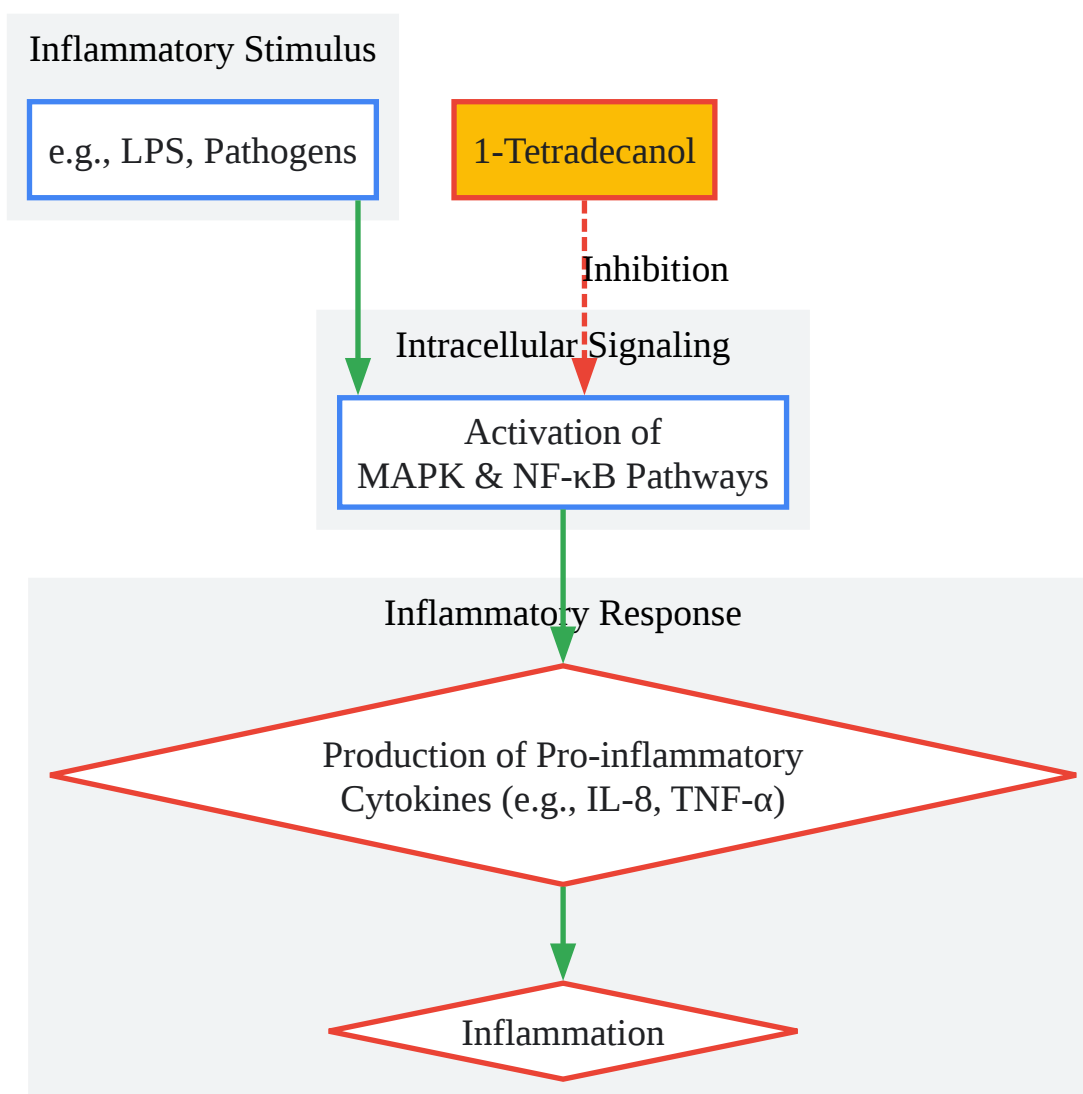 Inflammatory Stimulus
e.g., LPS, Pathogens
1-Tetradecanol
Inhibition
Intracellular Signaling
Activation of
MAPK & NF-κB Pathways
Inflammatory Response
Production of Pro-inflammatory
Cytokines (e.g., IL-8, TNF-α)
Inflammation